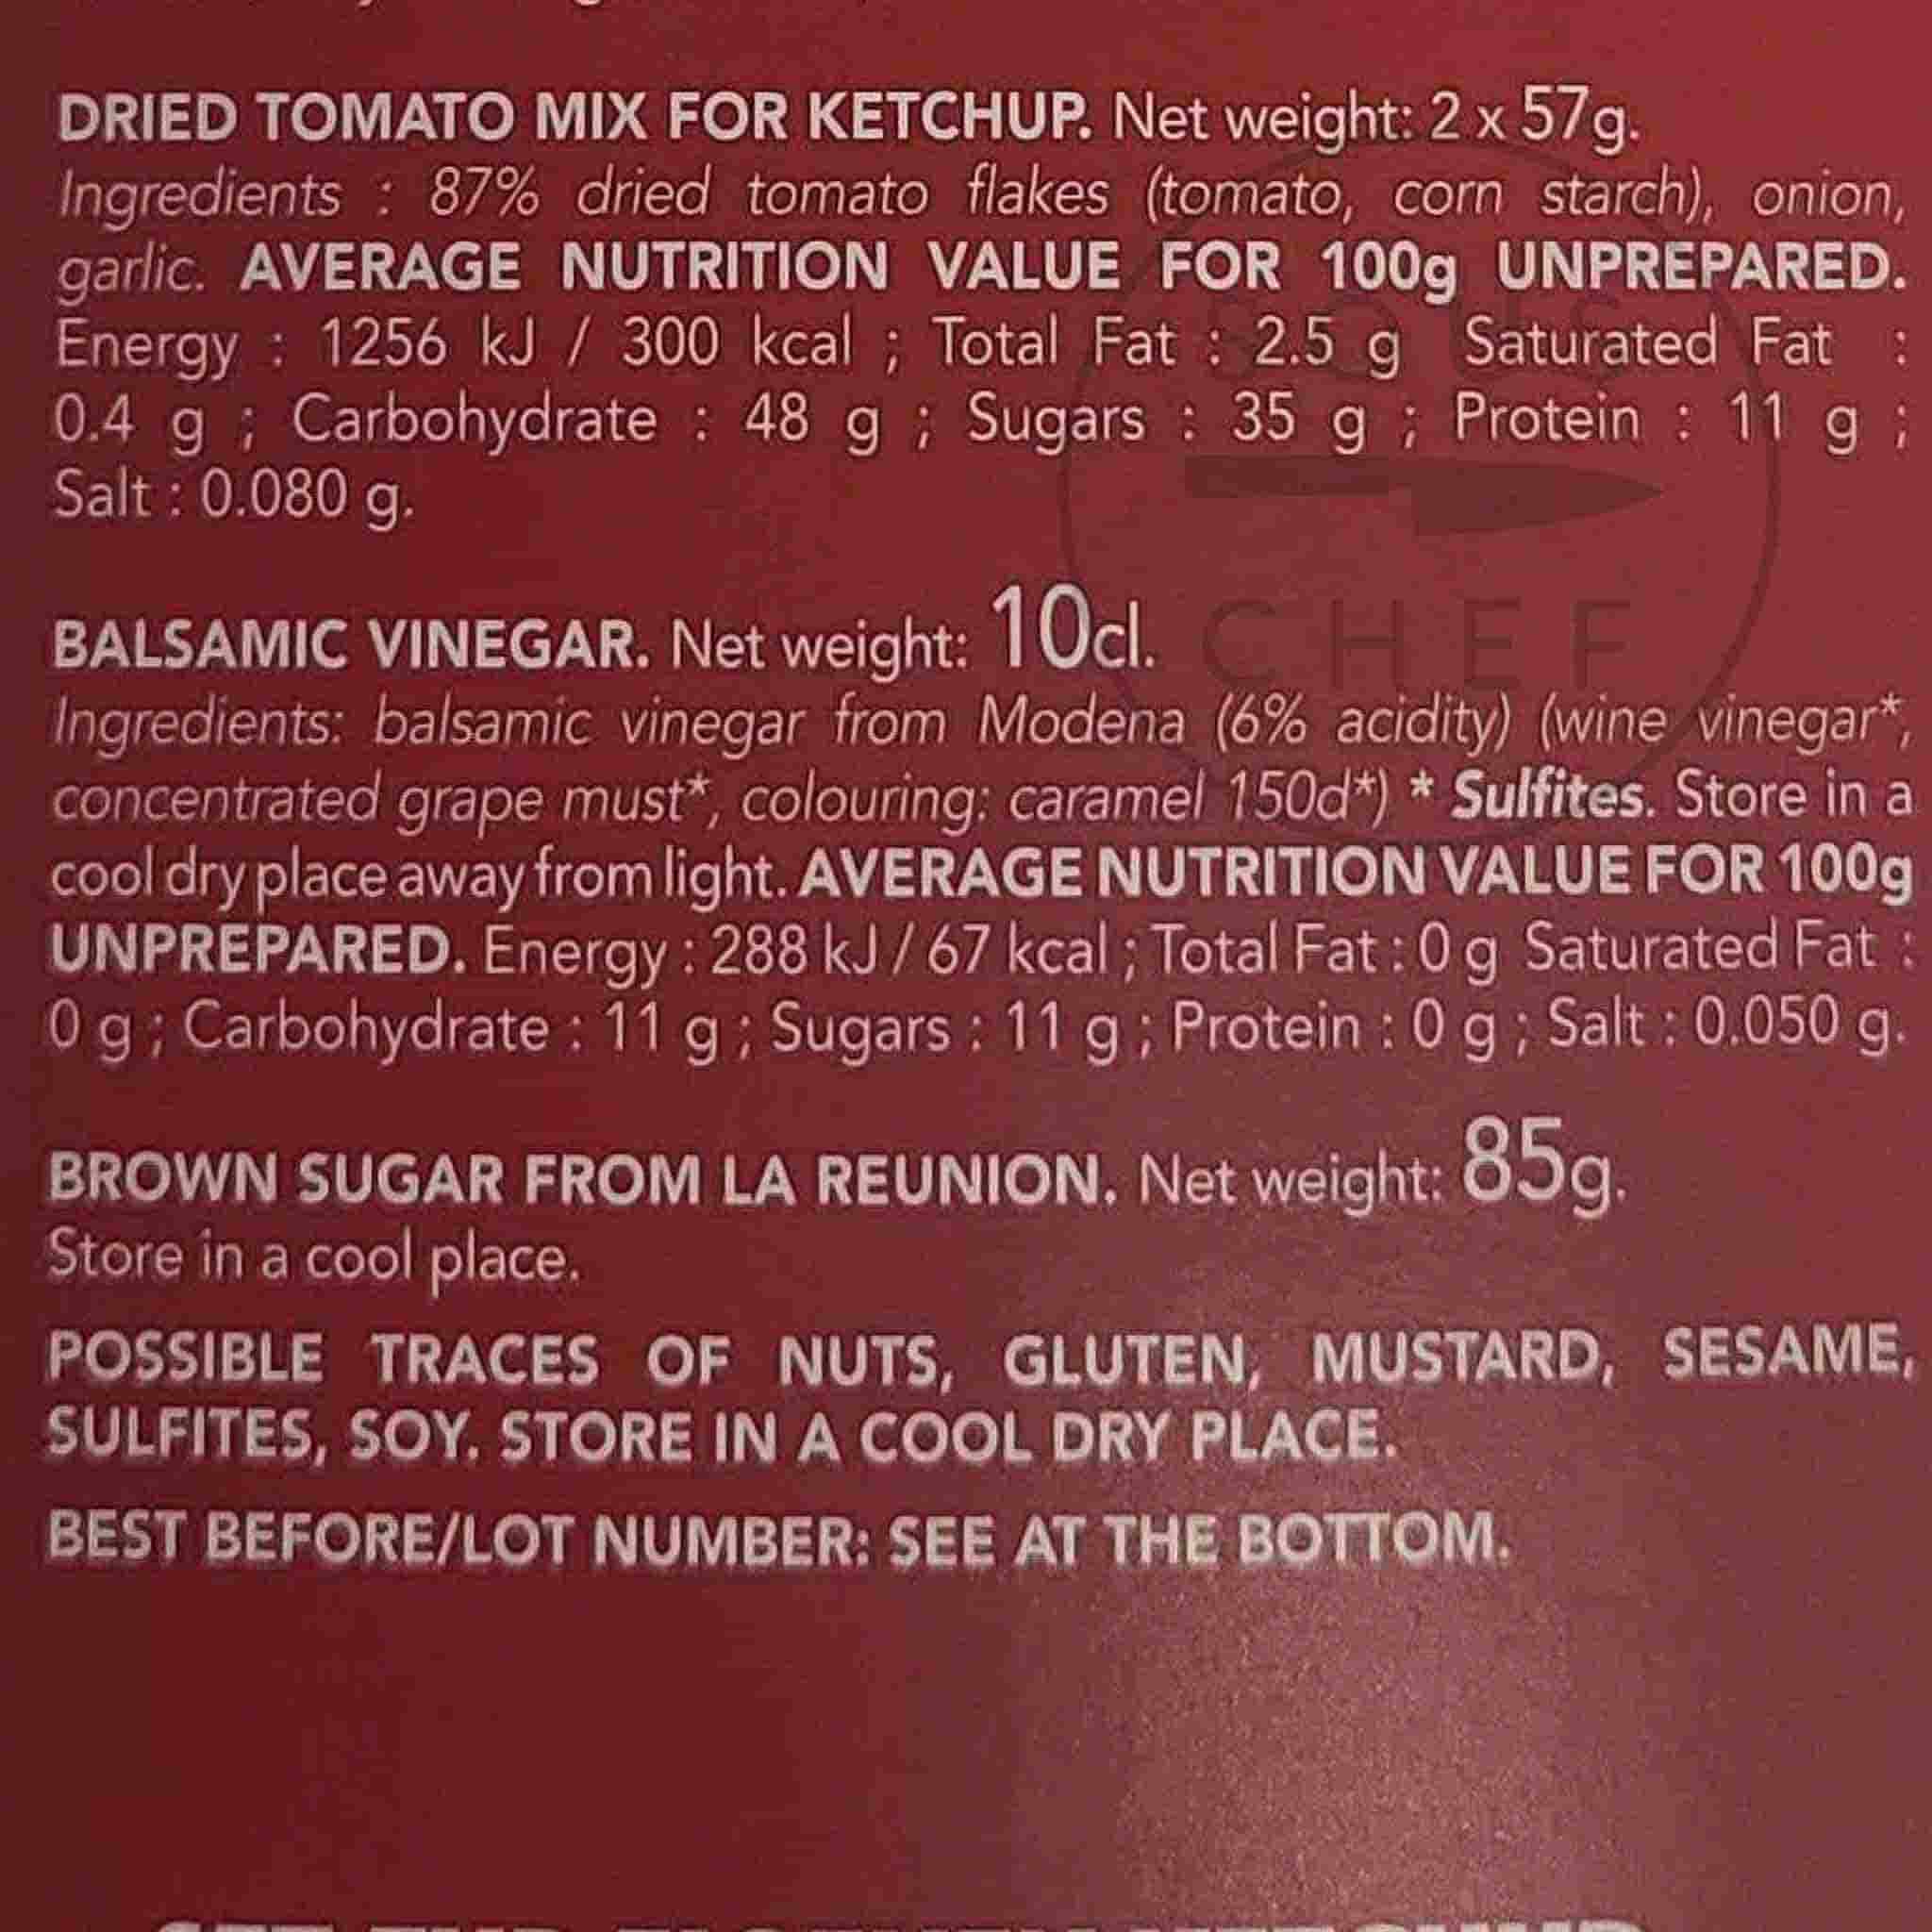 DRIED TOMATO MIX FOR KETCHUP. Net weight: 2 x 57g.
Ingredients : 87% dried tomato flakes (tomato, corn starch), onion,
garlic. AVERAGE NUTRITION VALUE FOR 100g UNPREPARED.
Energy : 1256 kJ / 300 kcal ; Total Fat : 2.5 g Saturated Fat :
0.4 g ; Carbohydrate : 48 g ; Sugars : 35 g ; Protein : 11 g ;
Salt : 0.080 g.
SOUS
CHEF
BALSAMIC VINEGAR. Net weight: 10cl.
Ingredients: balsamic vinegar from Modena (6% acidity) (wine vinegar*,
concentrated grape must*, colouring: caramel 150d*) * Sulfites. Store in a
cool dry place away from light. AVERAGE NUTRITION VALUE FOR 100g
UNPREPARED. Energy : 288 kJ / 67 kcal ; Total Fat : 0 g Saturated Fat :
0 g ; Carbohydrate : 11 g ; Sugars : 11 g ; Protein : 0 g ; Salt : 0.050 g.
BROWN SUGAR FROM LA REUNION. Net weight: 85g.
Store in a cool place.
POSSIBLE TRACES OF NUTS, GLUTEN, MUSTARD, SESAME,
SULFITES, SOY. STORE IN A COOL DRY PLACE.
BEST BEFORE/LOT NUMBER: SEE AT THE BOTTOM.